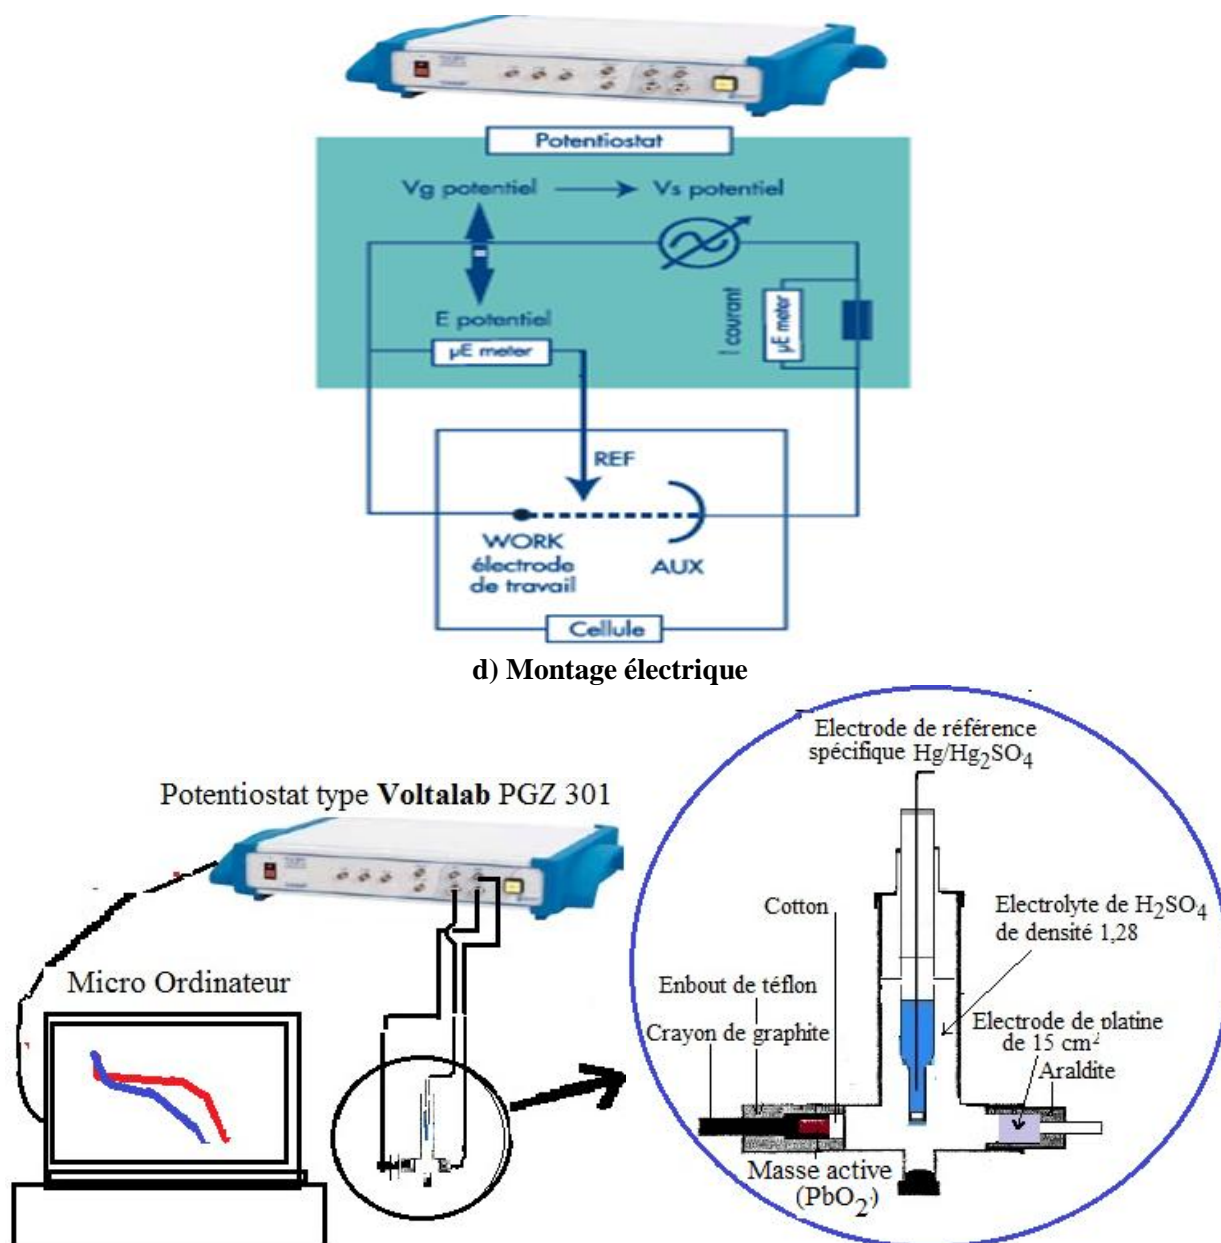 Potentiostat
Vg potentiel
Vs potentiel
E potentiel
µE meter
I courant
µE meter
REF
WORK
électrode
de travail
AUX
Cellule
d) Montage électrique
Potentiostat type Voltalab PGZ 301
Micro Ordinateur
Electrode de référence
spécifique Hg/Hg2SO4
Cotton
Electrolyte de H2SO4
de densité 1,28
Enbout de téflon
Crayon de graphite
Electrode de platine
de 15 cm2
Araldite
Masse active
(PbO2)